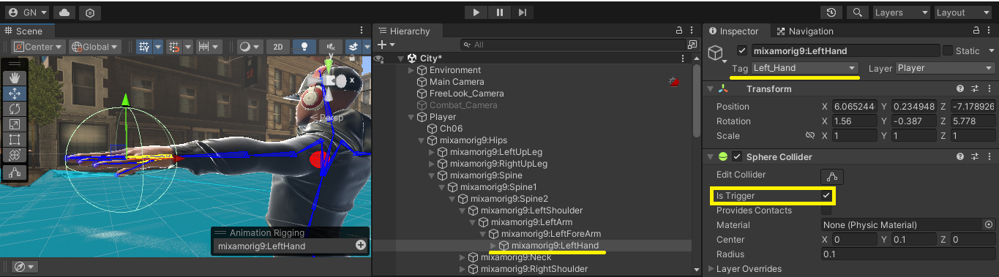 GN
Layers
Layout
Scene
Center
Global
2D
y
x
Persp
Animation Rigging
mixamorig9:LeftHand
Hierarchy
All
City*
Environment
Main Camera
FreeLook_Camera
Combat_Camera
Player
Ch06
mixamorig9:Hips
mixamorig9:LeftUpLeg
mixamorig9:RightUpLeg
mixamorig9:Spine
mixamorig9:Spine1
mixamorig9:Spine2
mixamorig9:LeftShoulder
mixamorig9:LeftArm
mixamorig9:LeftForeArm
mixamorig9:LeftHand
mixamorig9:Neck
mixamorig9:RightShoulder
Inspector
Navigation
mixamorig9:LeftHand Static
Tag Left_Hand Layer Player
Transform
Position X 6.065244 Y 0.234948 Z -7.178926
Rotation X 1.56 Y -0.387 Z 5.778
Scale X 1 Y 1 Z 1
Sphere Collider
Edit Collider
Is Trigger
Provides Contacts
Material None (Physic Material)
Center X 0 Y 0.1 Z 0
Radius 0.1
Layer Overrides